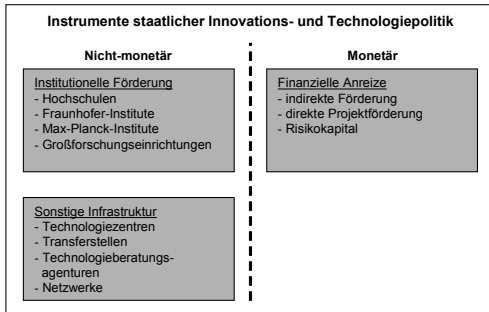 Instrumente staatlicher Innovations- und Technologiepolitik
Nicht-monetär
Institutionelle Förderung
- Hochschulen
- Fraunhofer-Institute
- Max-Planck-Institute
- Großforschungseinrichtungen
Sonstige Infrastruktur
- Technologiezentren
- Transferstellen
- Technologieberatungs-
agenturen
- Netzwerke
Monetär
Finanzielle Anreize
- indirekte Förderung
- direkte Projektförderung
- Risikokapital